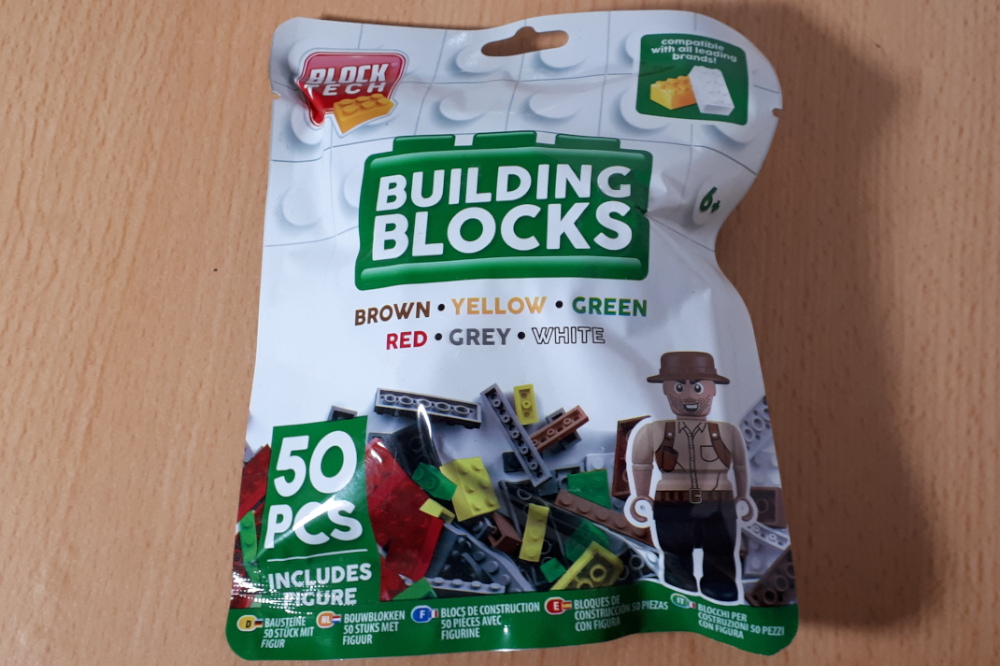 BLOCK
TECH
compatible
with all leading
brands!
BUILDING
BLOCKS
6+
BROWN • YELLOW • GREEN
RED • GREY • WHITE
50
PCS
INCLUDES
FIGURE
D BAUSTEINE
50 STÜCK MIT
FIGUR
NL BOUWBLOKKEN
50 STUKS MET
FIGUUR
F BLOCS DE CONSTRUCTION
50 PIÈCES AVEC
FIGURINE
E BLOQUES DE
CONSTRUCCIÓN 50 PIEZAS
CON FIGURA
IT BLOCCHI PER
COSTRUZIONI 50 PEZZI
CON FIGURA